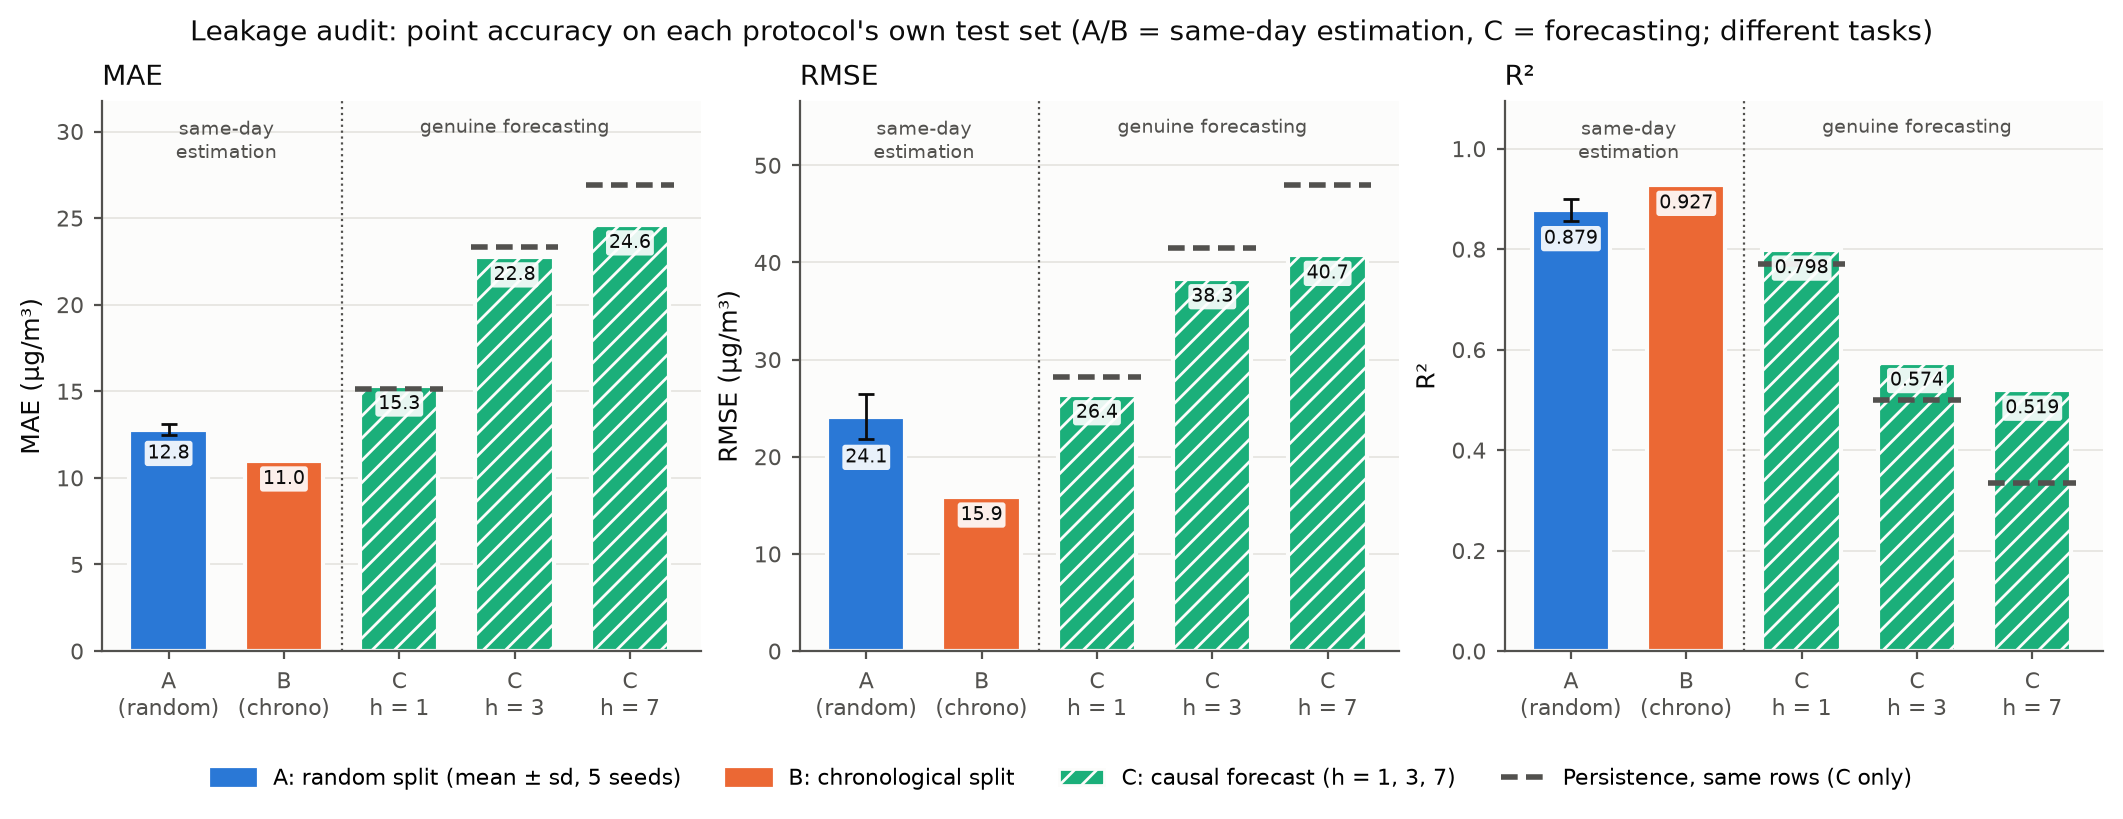 Leakage audit: point accuracy on each protocol's own test set (A/B = same-day estimation, C = forecasting; different tasks)
MAE
MAE (µg/m³)
30
25
20
15
10
5
0
same-day
estimation
genuine forecasting
12.8
11.0
15.3
22.8
24.6
A
(random)
B
(chrono)
C
h = 1
C
h = 3
C
h = 7
RMSE
RMSE (µg/m³)
50
40
30
20
10
0
same-day
estimation
genuine forecasting
24.1
15.9
26.4
38.3
40.7
A
(random)
B
(chrono)
C
h = 1
C
h = 3
C
h = 7
R²
R²
1.0
0.8
0.6
0.4
0.2
0.0
same-day
estimation
genuine forecasting
0.879
0.927
0.798
0.574
0.519
A
(random)
B
(chrono)
C
h = 1
C
h = 3
C
h = 7
A: random split (mean ± sd, 5 seeds)
B: chronological split
C: causal forecast (h = 1, 3, 7)
Persistence, same rows (C only)